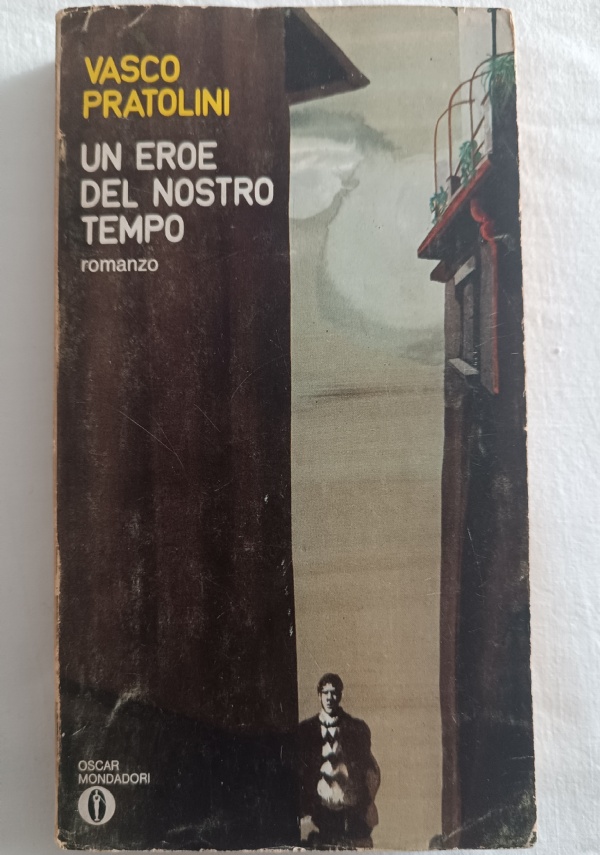 VASCO
PRATOLINI
UN EROE
DEL NOSTRO
TEMPO
romanzo
OSCAR
MONDADORI